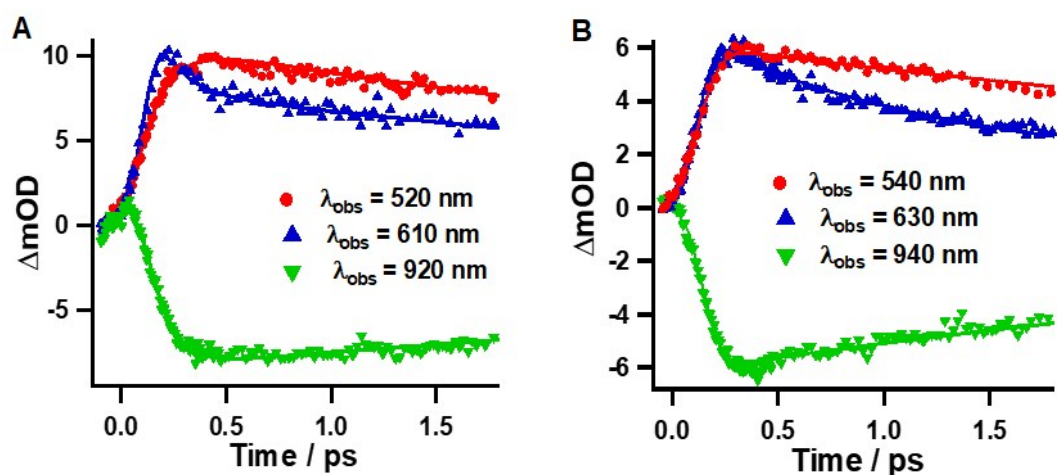 A
ΔmOD
10
5
0
-5
λobs = 520 nm
λobs = 610 nm
λobs = 920 nm
0.0 0.5 1.0 1.5
Time / ps
B
ΔmOD
6
4
2
0
-2
-4
-6
λobs = 540 nm
λobs = 630 nm
λobs = 940 nm
0.0 0.5 1.0 1.5
Time / ps